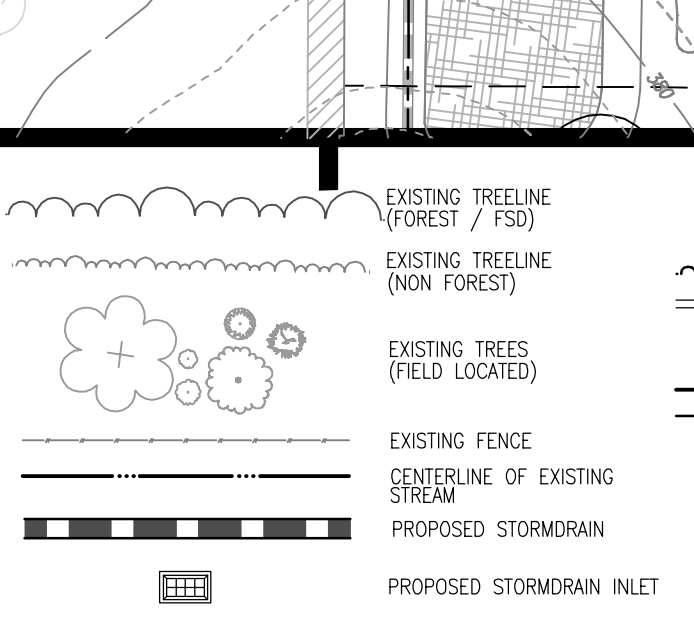 380
EXISTING TREELINE
(FOREST / FSD)
EXISTING TREELINE
(NON FOREST)
EXISTING TREES
(FIELD LOCATED)
EXISTING FENCE
CENTERLINE OF EXISTING
STREAM
PROPOSED STORMDRAIN
PROPOSED STORMDRAIN INLET